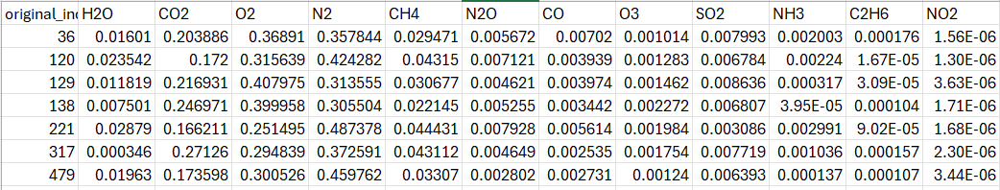 original_inc H2O CO2 O2 N2 CH4 N2O CO O3 SO2 NH3 C2H6 NO2
36 0.01601 0.203886 0.36891 0.357844 0.029471 0.005672 0.00702 0.001014 0.007993 0.002003 0.000176 1.56E-06
120 0.023542 0.172 0.315639 0.424282 0.04315 0.007121 0.003939 0.001283 0.006784 0.00224 1.67E-05 1.30E-06
129 0.011819 0.216931 0.407975 0.313555 0.030677 0.004621 0.003974 0.001462 0.008636 0.000317 3.09E-05 3.63E-06
138 0.007501 0.246971 0.399958 0.305504 0.022145 0.005255 0.003442 0.002272 0.006807 3.95E-05 0.000104 1.71E-06
221 0.02879 0.166211 0.251495 0.487378 0.044431 0.007928 0.005614 0.001984 0.003086 0.002991 9.02E-05 1.68E-06
317 0.000346 0.27126 0.294839 0.372591 0.043112 0.004649 0.002535 0.001754 0.007719 0.001036 0.000157 2.30E-06
479 0.01963 0.173598 0.300526 0.459762 0.03307 0.002802 0.002731 0.00124 0.006393 0.000137 0.000107 3.44E-06